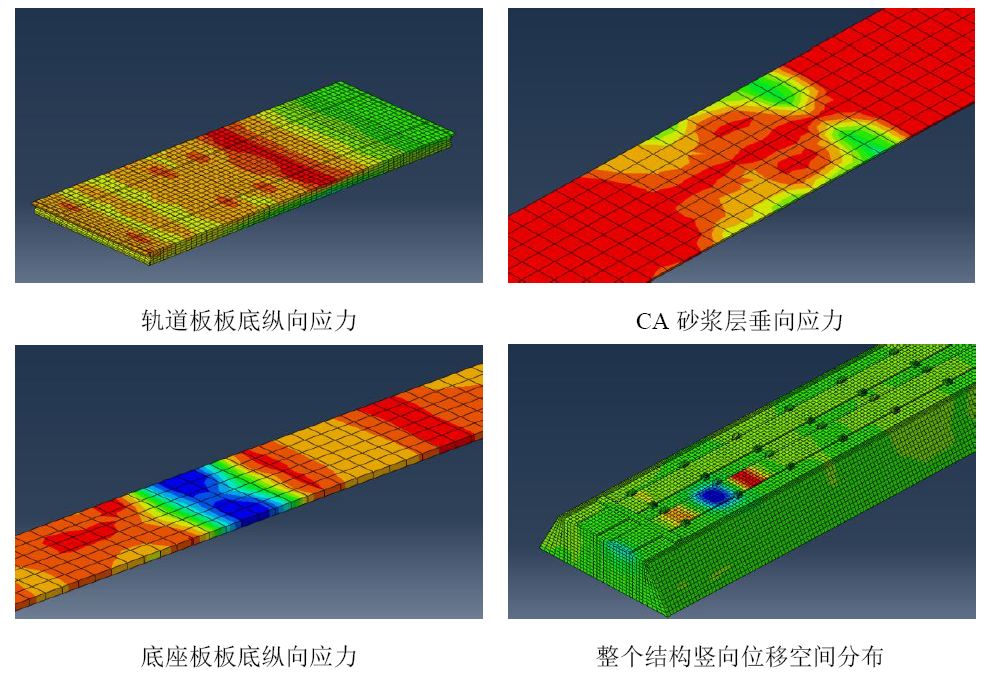 轨道板板底纵向应力
CA 砂浆层垂向应力
底座板板底纵向应力
整个结构竖向位移空间分布